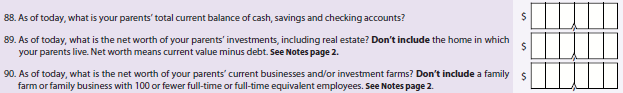 88. As of today, what is your parents' total current balance of cash, savings and checking accounts? $
89. As of today, what is the net worth of your parents' investments, including real estate? Don't include the home in which $
your parents live. Net worth means current value minus debt. See Notes page 2.
90. As of today, what is the net worth of your parents' current businesses and/or investment farms? Don't include a family $
farm or family business with 100 or fewer full-time or full-time equivalent employees. See Notes page 2.